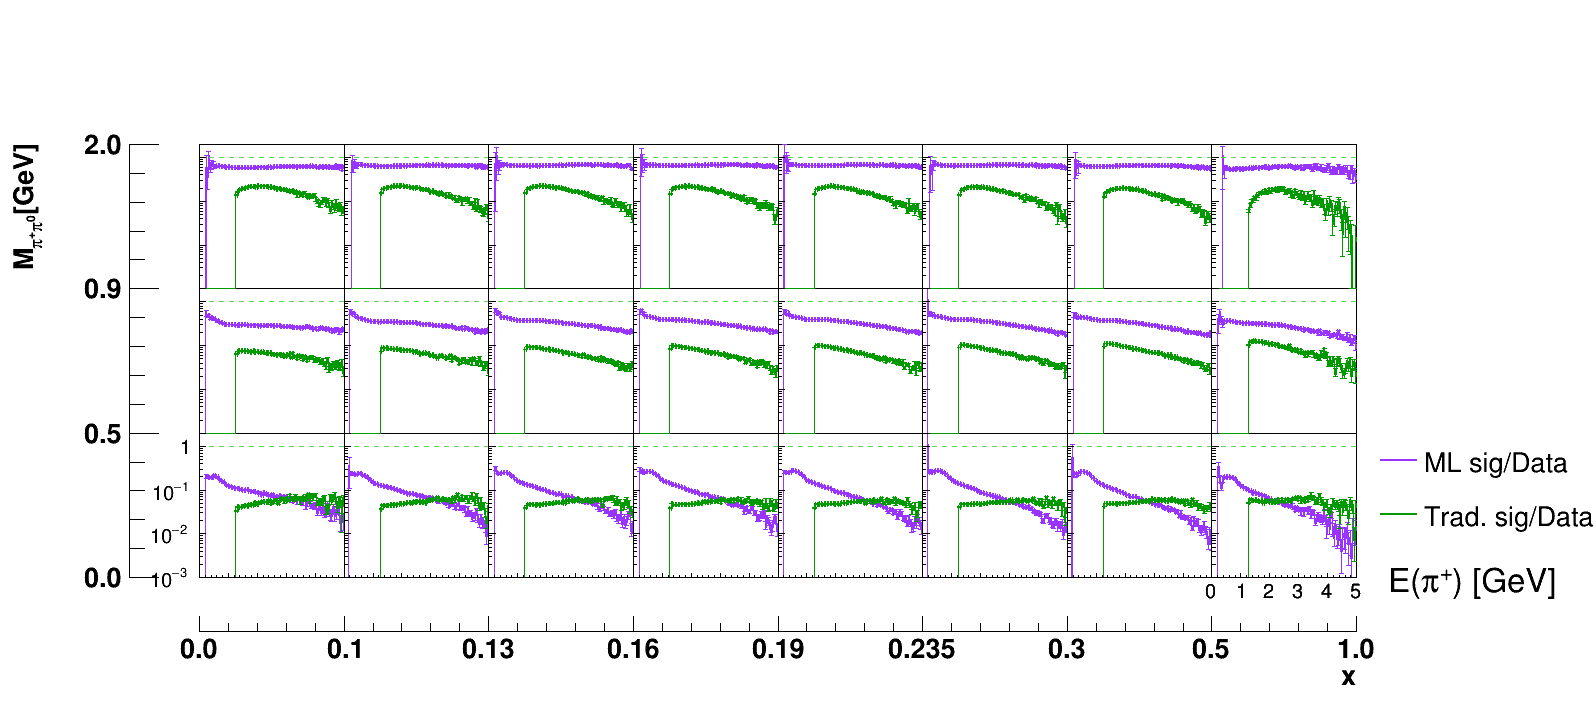 M π⁺π⁰ [GeV]
2.0
0.9
0.5
0.0
1
10⁻¹
10⁻²
10⁻³
ML sig/Data
Trad. sig/Data
E(π⁺) [GeV]
0 1 2 3 4 5
0.0 0.1 0.13 0.16 0.19 0.235 0.3 0.5 1.0
x